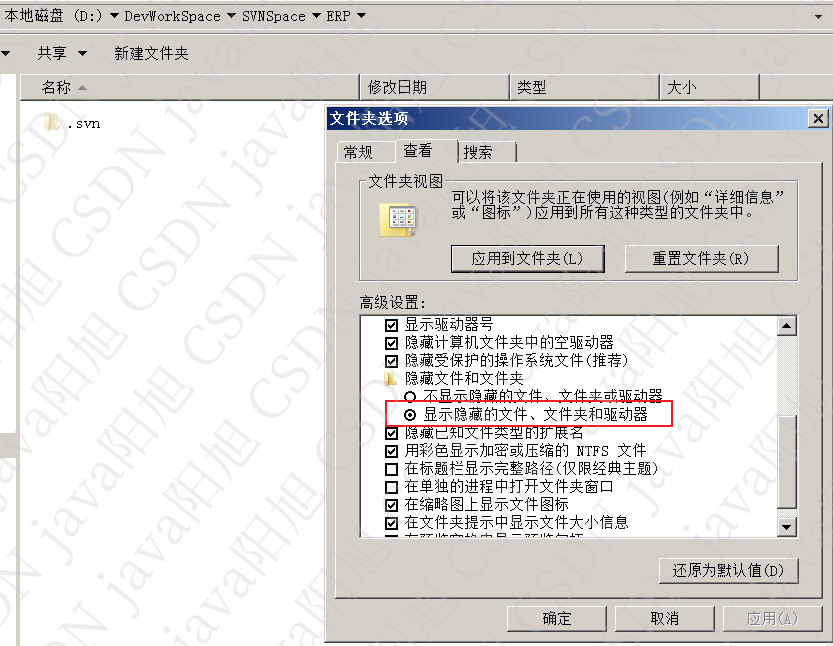 本地磁盘 (D:) ▼ DevWorkSpace ▼ SVNSpace ▼ ERP ▼
共享 ▼ 新建文件夹
名称 修改日期 类型 大小
.svn
文件夹选项
常规 查看 搜索
文件夹视图
可以将该文件夹正在使用的视图(例如“详细信息”
或“图标”)应用到所有这种类型的文件夹中。
应用到文件夹(L) 重置文件夹(R)
高级设置:
显示驱动器号
隐藏计算机文件夹中的空驱动器
隐藏受保护的操作系统文件(推荐)
隐藏文件和文件夹
不显示隐藏的文件、文件夹或驱动器
显示隐藏的文件、文件夹和驱动器
隐藏已知文件类型的扩展名
用彩色显示加密或压缩的 NTFS 文件
在标题栏显示完整路径(仅限经典主题)
在单独的进程中打开文件夹窗口
在缩略图上显示文件图标
在文件夹提示中显示文件大小信息
还原为默认值(D)
确定 取消 应用(A)